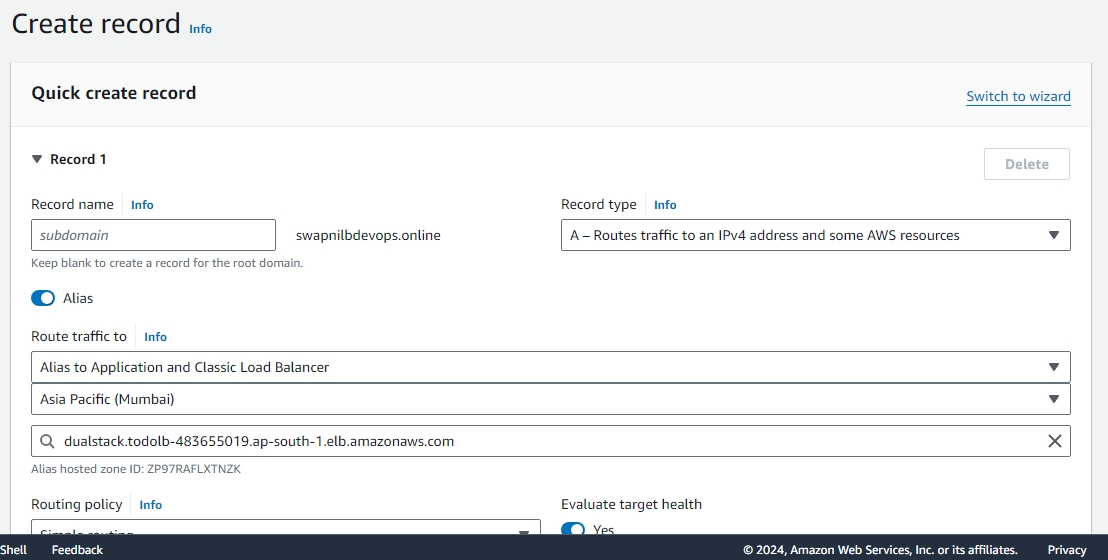 Create record Info
Quick create record
Switch to wizard
Record 1
Delete
Record name Info
Record type Info
subdomain
swapnilbdevops.online
A – Routes traffic to an IPv4 address and some AWS resources
Keep blank to create a record for the root domain.
Alias
Route traffic to Info
Alias to Application and Classic Load Balancer
Asia Pacific (Mumbai)
dualstack.todolb-483655019.ap-south-1.elb.amazonaws.com
Alias hosted zone ID: ZP97RAFLXTNZK
Routing policy Info
Evaluate target health
Simple routing
Yes
Shell Feedback © 2024, Amazon Web Services, Inc. or its affiliates. Privacy